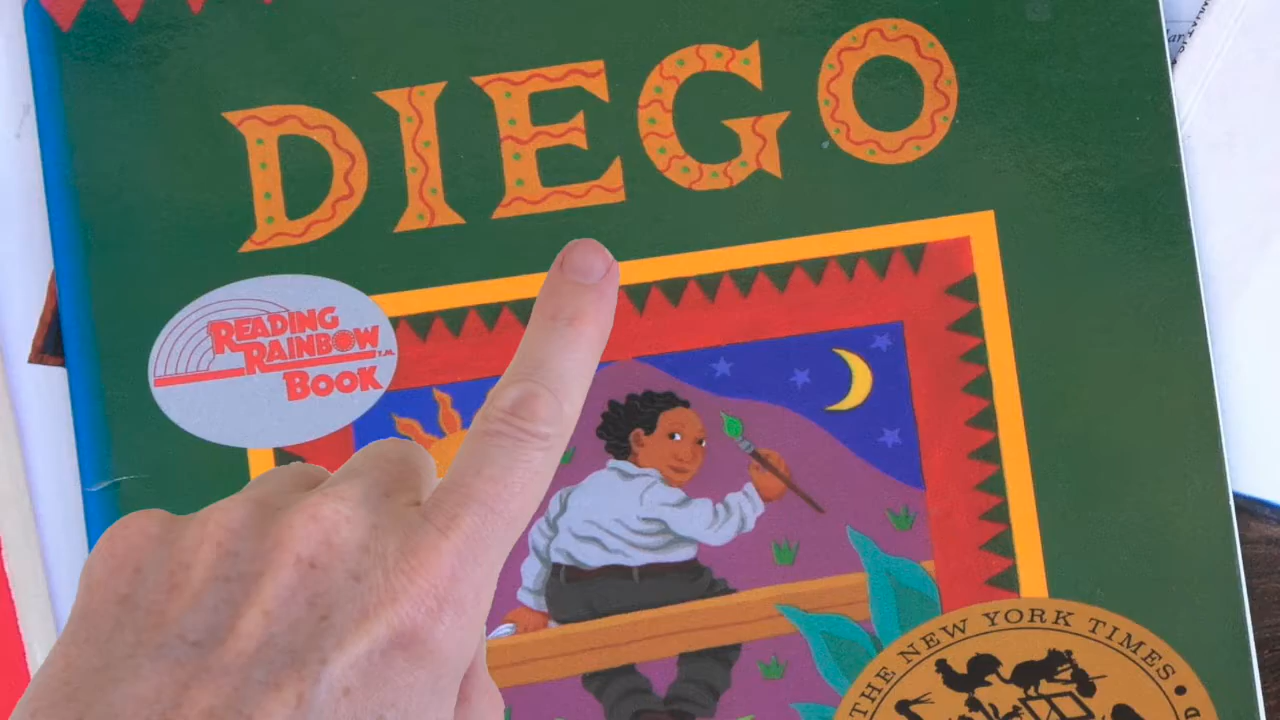 DIEGO
READING
RAINBOW T.M.
BOOK
THE NEW YORK TIMES •